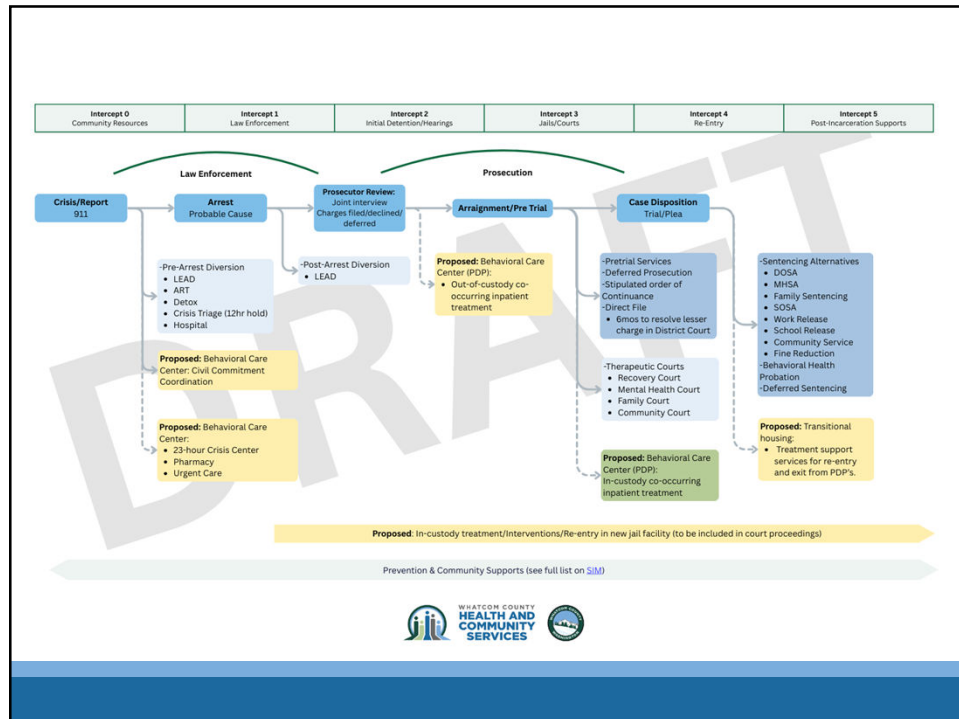 Intercept 0
Community Resources
Intercept 1
Law Enforcement
Intercept 2
Initial Detention/Hearings
Intercept 3
Jails/Courts
Intercept 4
Re-Entry
Intercept 5
Post-Incarceration Supports
Law Enforcement
Prosecution
Crisis/Report
911
Arrest
Probable Cause
Prosecutor Review:
Joint interview
Charges filed/declined/
deferred
Arraignment/Pre Trial
Case Disposition
Trial/Plea
-Pre-Arrest Diversion
• LEAD
• ART
• Detox
• Crisis Triage (12hr hold)
• Hospital
-Post-Arrest Diversion
• LEAD
Proposed: Behavioral Care
Center (PDP):
• Out-of-custody co-
occurring inpatient
treatment
-Pretrial Services
-Deferred Prosecution
-Stipulated order of
Continuance
-Direct File
• 6mos to resolve lesser
charge in District Court
-Sentencing Alternatives
• DOSA
• MHSA
• Family Sentencing
• SOSA
• Work Release
• School Release
• Community Service
• Fine Reduction
-Behavioral Health
Probation
-Deferred Sentencing
Proposed: Behavioral Care
Center: Civil Commitment
Coordination
-Therapeutic Courts
• Recovery Court
• Mental Health Court
• Family Court
• Community Court
Proposed: Behavioral Care
Center:
• 23-hour Crisis Center
• Pharmacy
• Urgent Care
Proposed: Behavioral Care
Center (PDP):
In-custody co-occurring
inpatient treatment
Proposed: Transitional
housing:
• Treatment support
services for re-entry
and exit from PDP's.
Proposed: In-custody treatment/Interventions/Re-entry in new jail facility (to be included in court proceedings)
Prevention & Community Supports (see full list on SIM)
DRAFT
WHATCOM COUNTY
HEALTH AND
COMMUNITY
SERVICES